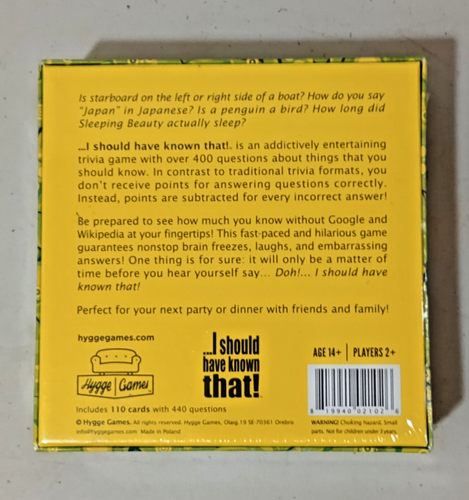 Is starboard on the left or right side of a boat? How do you say
"Japan" in Japanese? Is a penguin a bird? How long did
Sleeping Beauty actually sleep?
...I should have known that!. is an addictively entertaining
trivia game with over 400 questions about things that you
should know. In contrast to traditional trivia formats, you
don't receive points for answering questions correctly.
Instead, points are subtracted for every incorrect answer!
Be prepared to see how much you know without Google and
Wikipedia at your fingertips! This fast-paced and hilarious game
guarantees nonstop brain freezes, laughs, and embarrassing
answers! One thing is for sure: it will only be a matter of
time before you hear yourself say... Doh!... I should have
known that!
Perfect for your next party or dinner with friends and family!
hyggegames.com
Hygge Games
...I should
have known
that!
AGE 14+ | PLAYERS 2+
Includes 110 cards with 440 questions
© Hygge Games. All rights reserved. Hygge Games, Olaig. 19 SE-70361 Orebro
info@hyggegames.com Made in Poland
8 19940 02102 6
WARNING! Choking hazard. Small
parts. Not for children under 3 years.